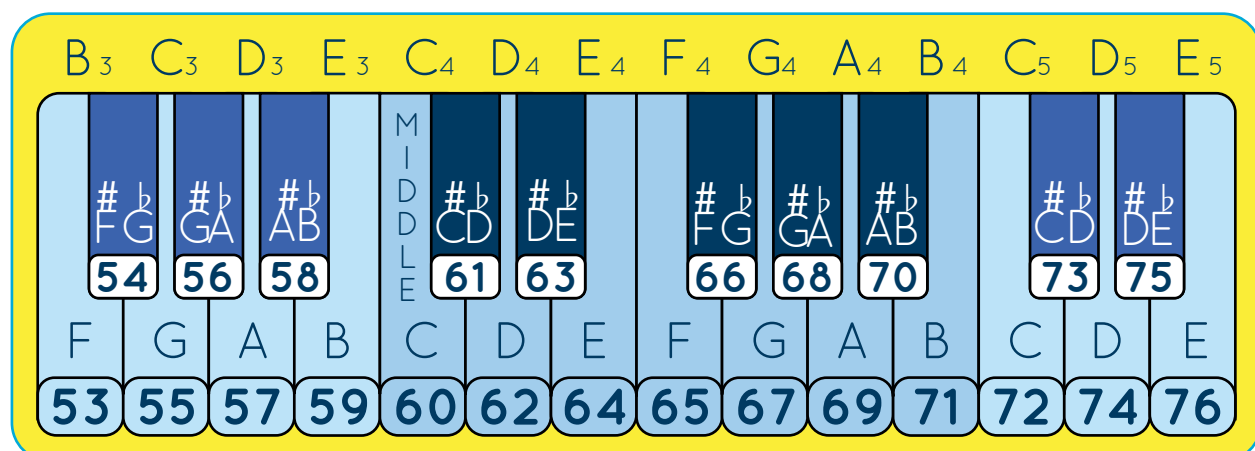 B3 C3 D3 E3 C4 D4 E4 F4 G4 A4 B4 C5 D5 E5
MIDDLE
# ♭ # ♭ # ♭ # ♭ # ♭ # ♭ # ♭ # ♭ # ♭ # ♭
FG GA AB CD DE FG GA AB CD DE
54 56 58 61 63 66 68 70 73 75
F G A B C D E F G A B C D E
53 55 57 59 60 62 64 65 67 69 71 72 74 76